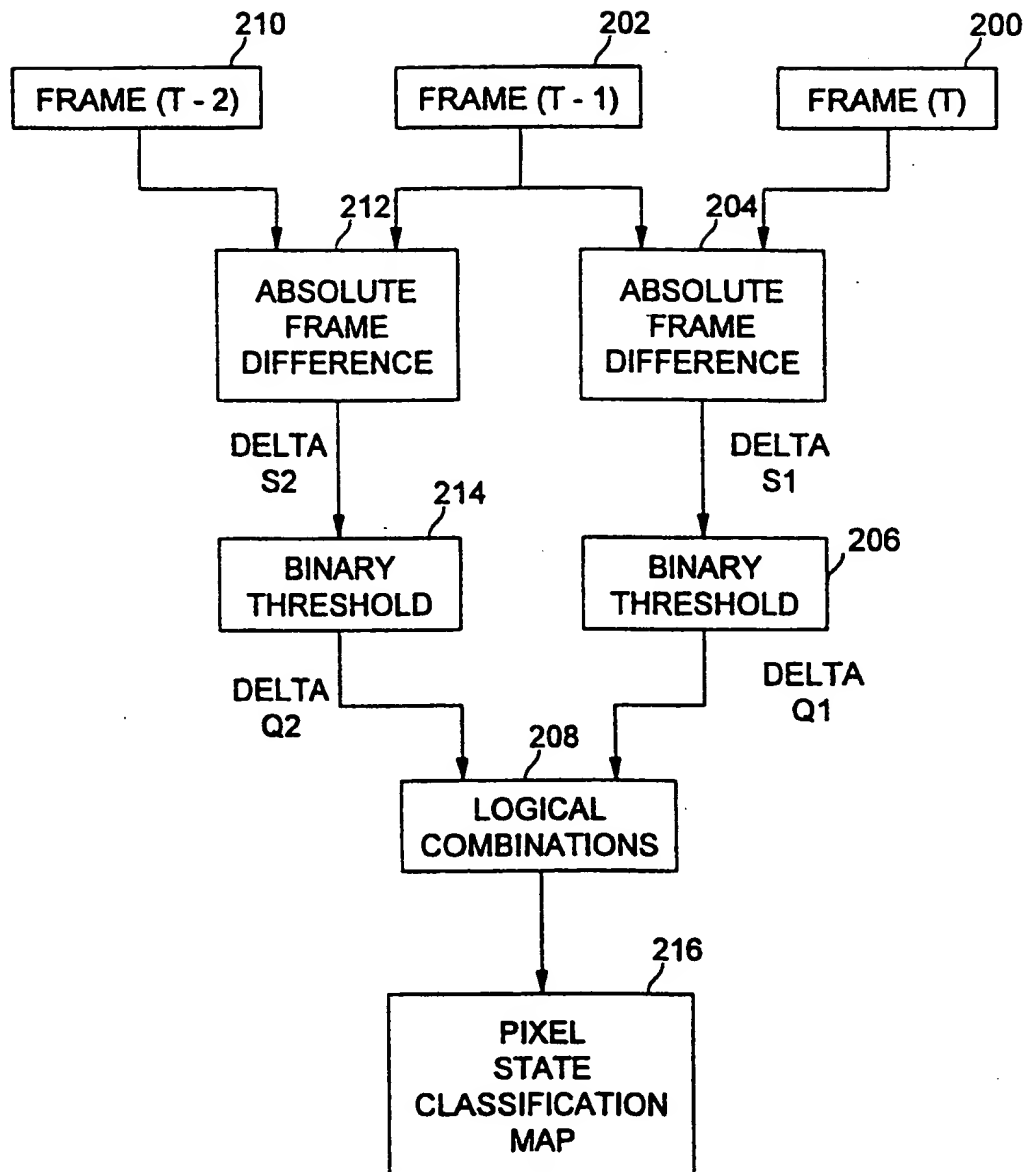 210
202
200
FRAME (T - 2)
FRAME (T - 1)
FRAME (T)
212
204
ABSOLUTE
FRAME
DIFFERENCE
ABSOLUTE
FRAME
DIFFERENCE
DELTA
S2
DELTA
S1
214
206
BINARY
THRESHOLD
BINARY
THRESHOLD
DELTA
Q2
DELTA
Q1
208
LOGICAL
COMBINATIONS
216
PIXEL
STATE
CLASSIFICATION
MAP